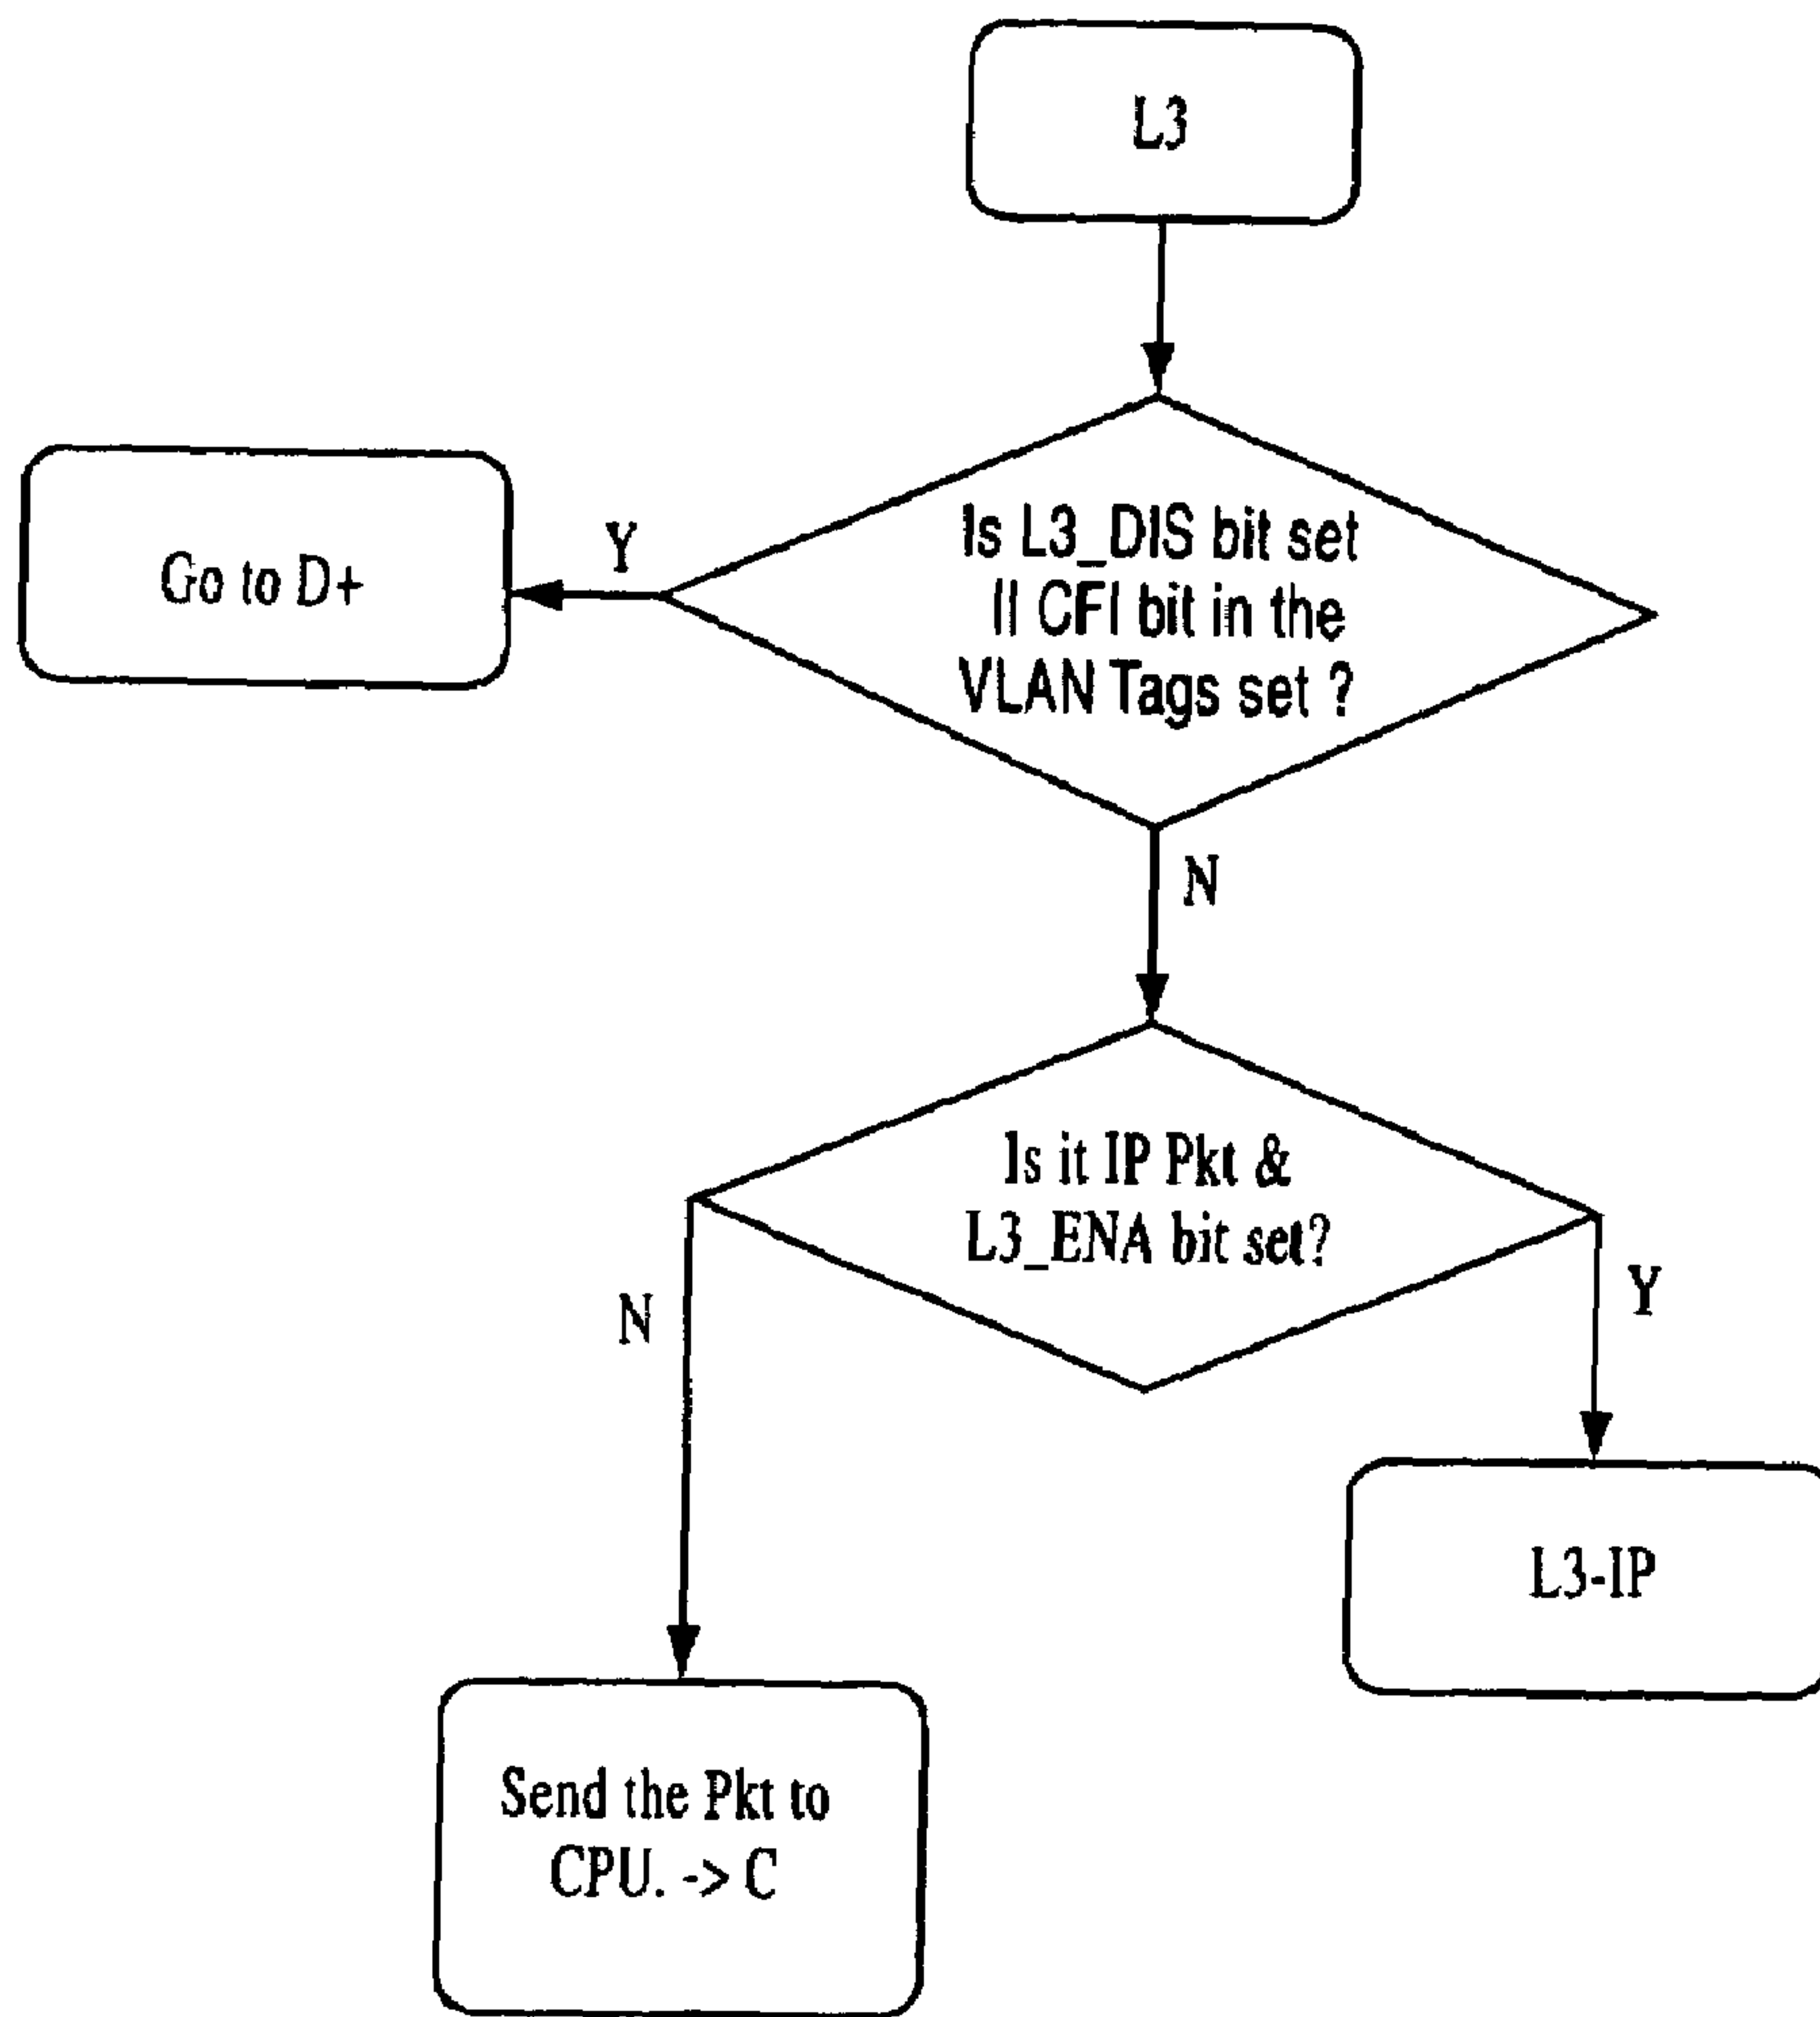 L3
Is L3_DIS bit set
|| CFI bit in the
VLAN Tags set ?
Y
Go to D+
N
Is it IP Pkt &
L3_ENA bit set?
N
Y
L3-IP
Send the Pkt to
CPU. -> C